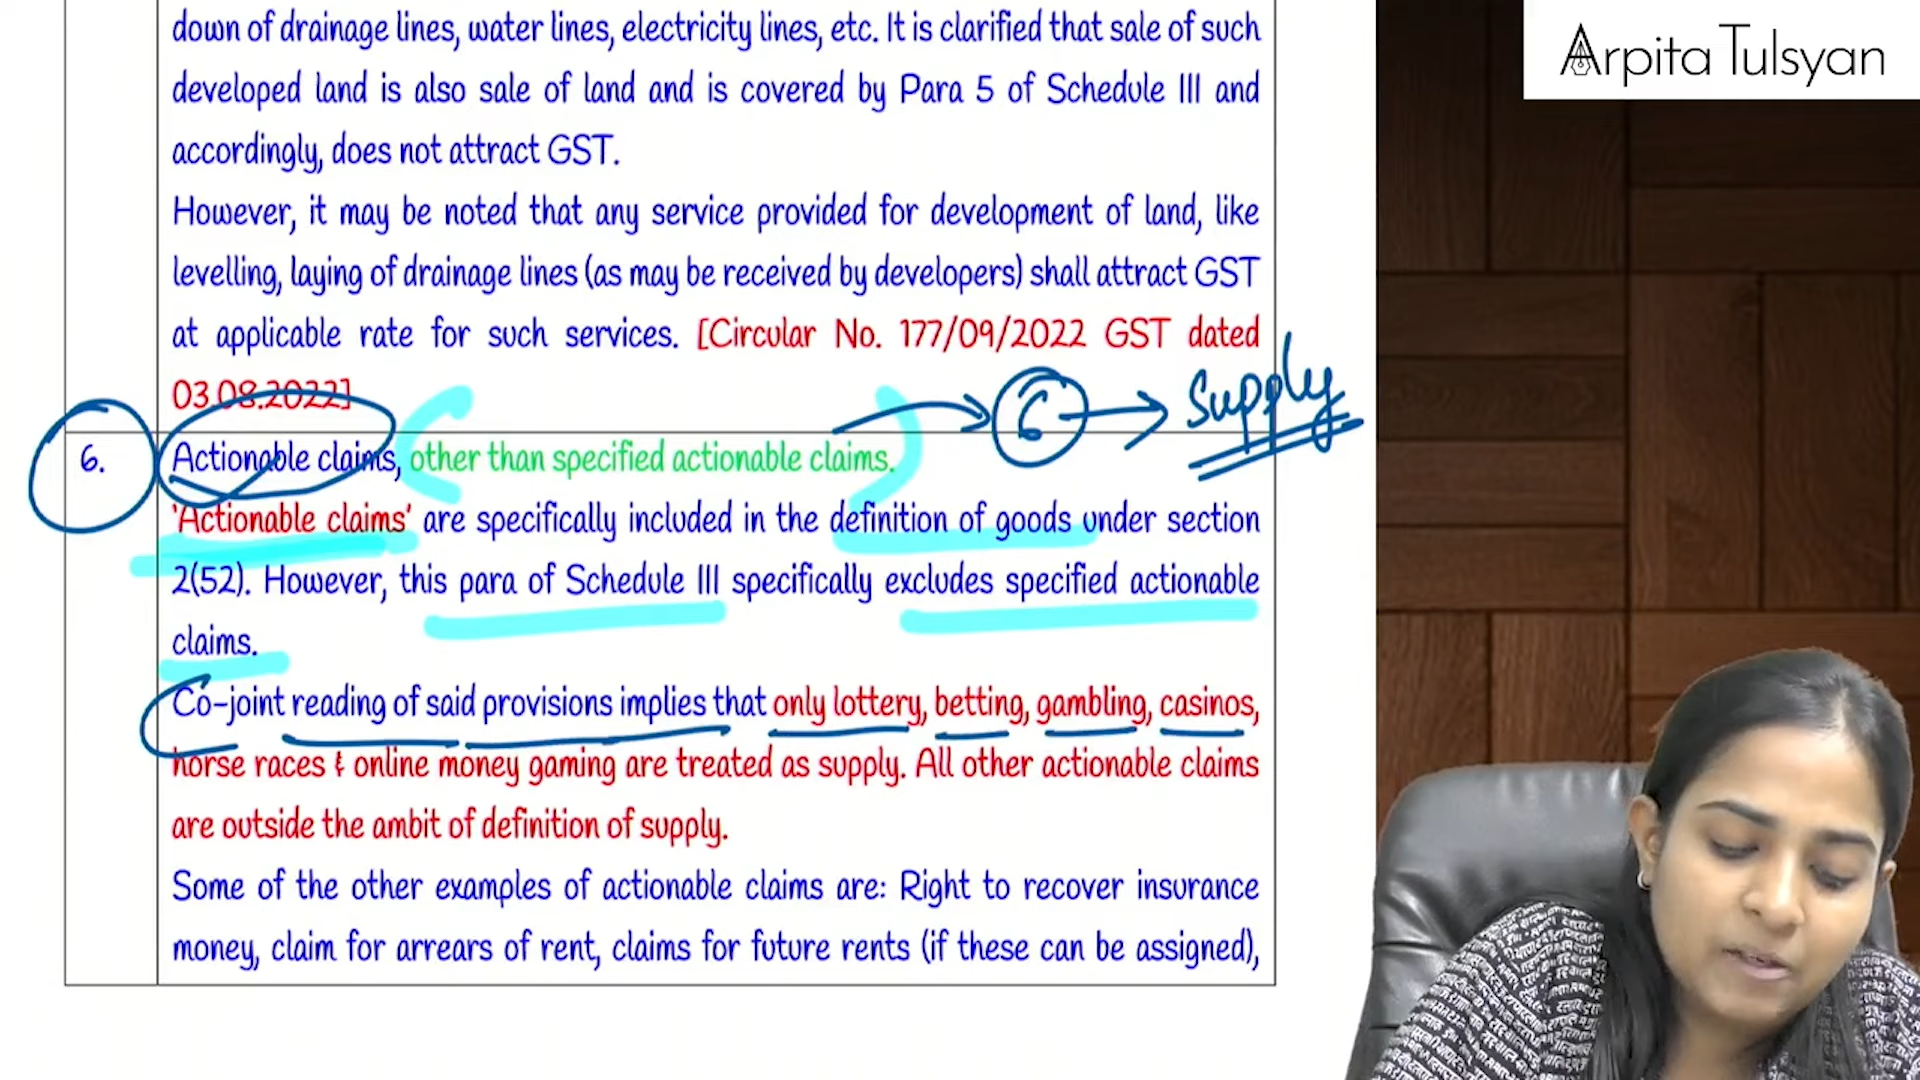 Arpita Tulsyan
down of drainage lines, water lines, electricity lines, etc. It is clarified that sale of such
developed land is also sale of land and is covered by Para 5 of Schedule III and
accordingly, does not attract GST.
However, it may be noted that any service provided for development of land, like
levelling, laying of drainage lines (as may be received by developers) shall attract GST
at applicable rate for such services. [Circular No. 177/09/2022 GST dated
03.08.2022]
6 → Supply
6. Actionable claims, other than specified actionable claims.
'Actionable claims' are specifically included in the definition of goods under section
2(52). However, this para of Schedule III specifically excludes specified actionable
claims.
Co-joint reading of said provisions implies that only lottery, betting, gambling, casinos,
horse races & online money gaming are treated as supply. All other actionable claims
are outside the ambit of definition of supply.
Some of the other examples of actionable claims are: Right to recover insurance
money, claim for arrears of rent, claims for future rents (if these can be assigned),